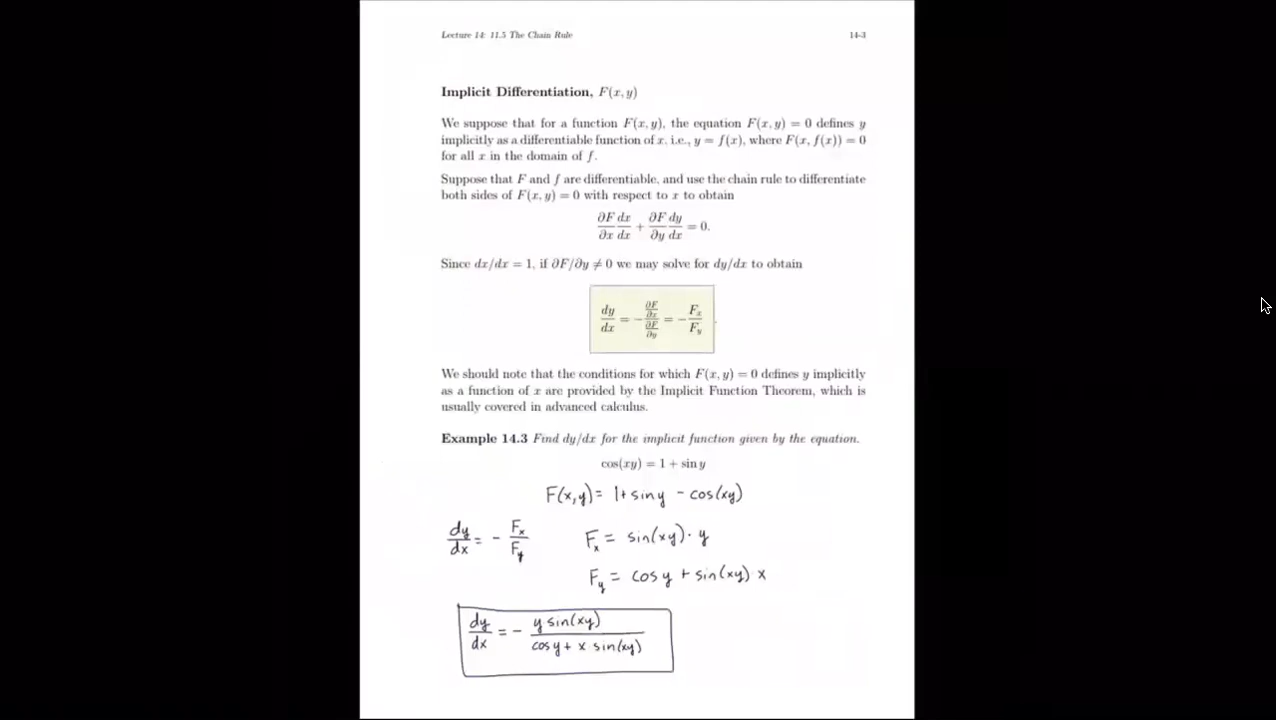 Lecture 14: 11.5 The Chain Rule 14-3
Implicit Differentiation, F(x, y)
We suppose that for a function F(x, y), the equation F(x, y) = 0 defines y
implicitly as a differentiable function of x, i.e., y = f(x), where F(x, f(x)) = 0
for all x in the domain of f.
Suppose that F and f are differentiable, and use the chain rule to differentiate
both sides of F(x, y) = 0 with respect to x to obtain
∂F/∂x dx/dx + ∂F/∂y dy/dx = 0.
Since dx/dx = 1, if ∂F/∂y ≠ 0 we may solve for dy/dx to obtain
dy/dx = − (∂F/∂x)/(∂F/∂y) = − F_x/F_y.
We should note that the conditions for which F(x, y) = 0 defines y implicitly
as a function of x are provided by the Implicit Function Theorem, which is
usually covered in advanced calculus.
Example 14.3 Find dy/dx for the implicit function given by the equation.
cos(xy) = 1 + sin y
F(x,y) = 1 + sin y − cos(xy)
dy/dx = − F_x/F_y F_x = sin(xy) · y
F_y = cos y + sin(xy) x
dy/dx = − y sin(xy) / cos y + x sin(xy)